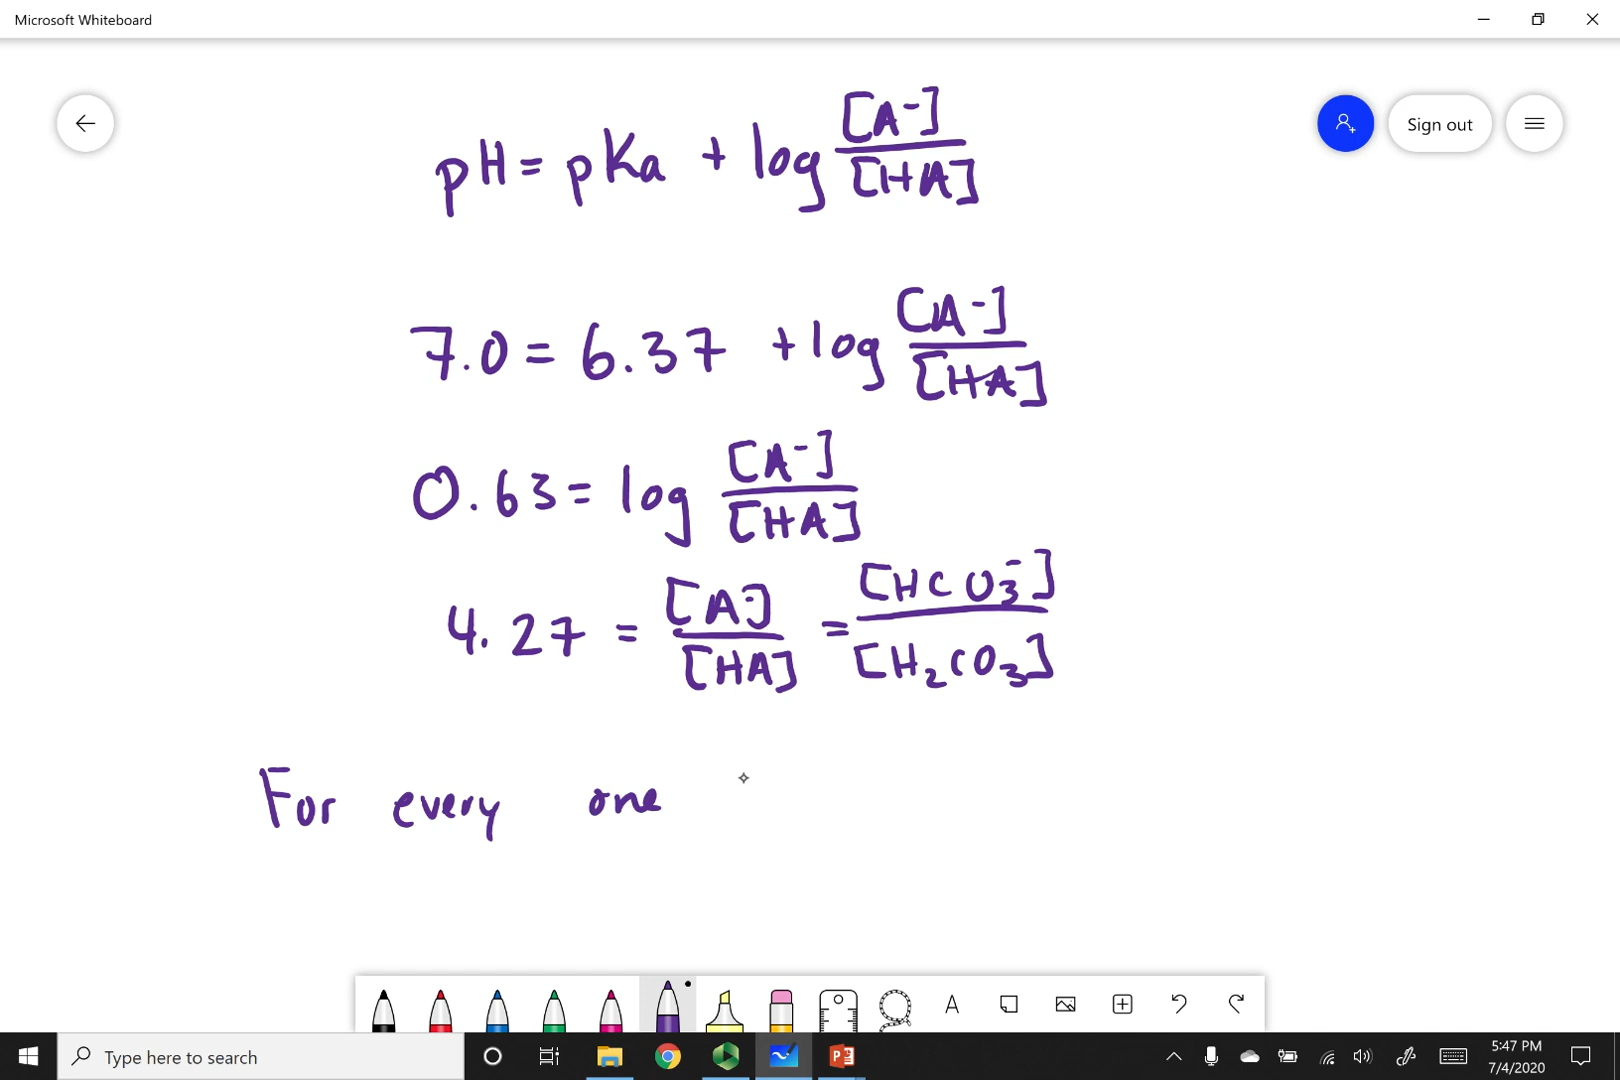 Microsoft Whiteboard
Sign out
pH = pKa + log [A-] / [HA]
7.0 = 6.37 + log [A-] / [HA]
0.63 = log [A-] / [HA]
4.27 = [A-] / [HA] = [HCO3-] / [H2CO3]
For every one
A
Type here to search
5:47 PM
7/4/2020